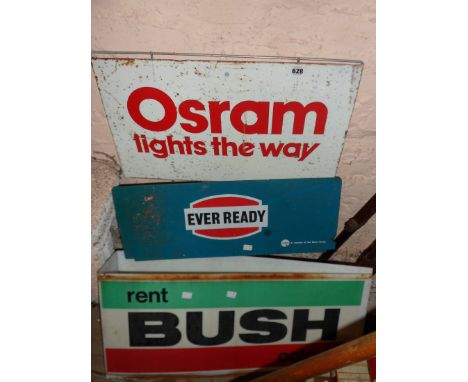 628
Osram
lights the way
EVER READY
rent
BUSH